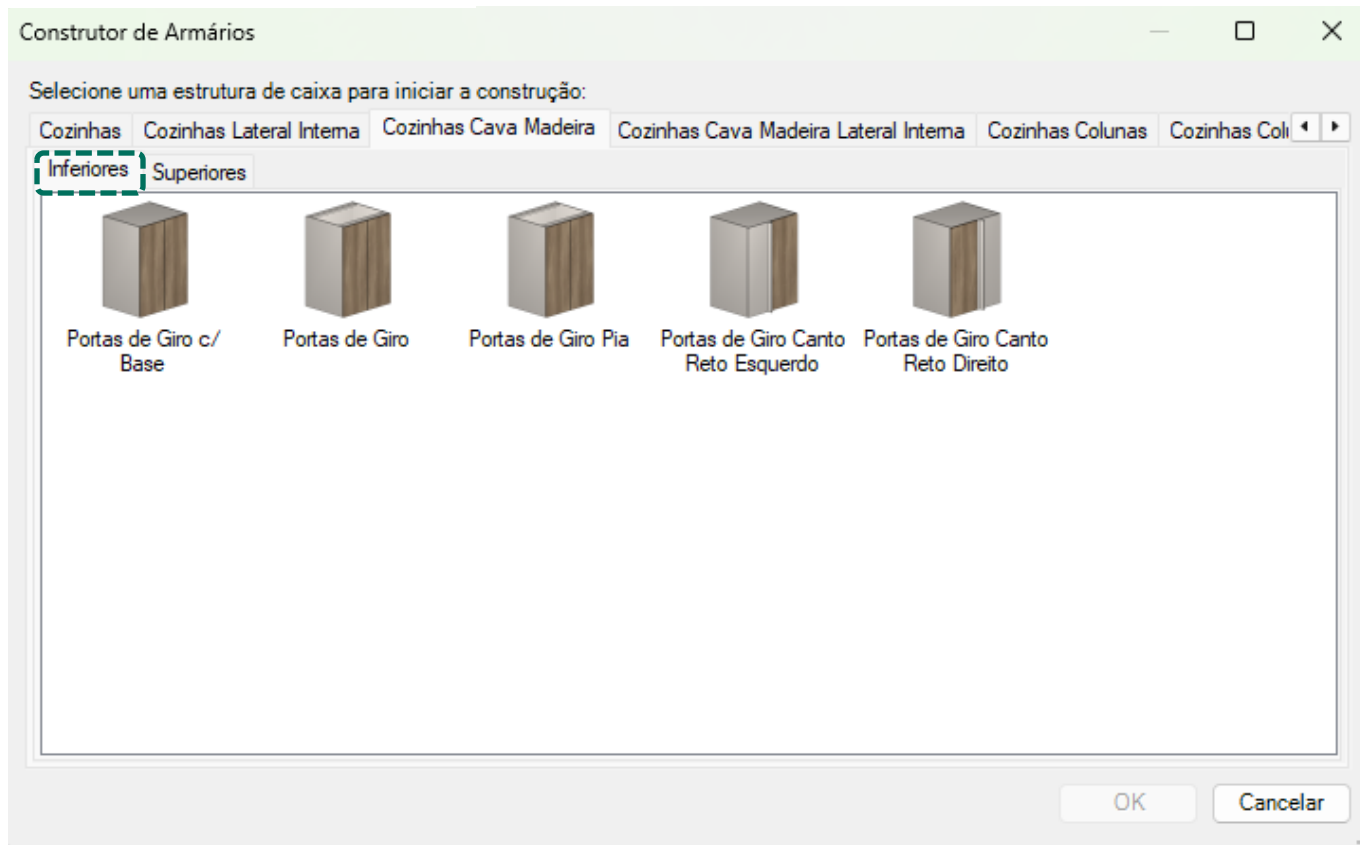 Construtor de Armários
Selecione uma estrutura de caixa para iniciar a construção:
Cozinhas Cozinhas Lateral Interna Cozinhas Cava Madeira Cozinhas Cava Madeira Lateral Interna Cozinhas Colunas Cozinhas Colu
Inferiores Superiores
Portas de Giro c/ Base
Portas de Giro
Portas de Giro Pia
Portas de Giro Canto Reto Esquerdo
Portas de Giro Canto Reto Direito
OK Cancelar